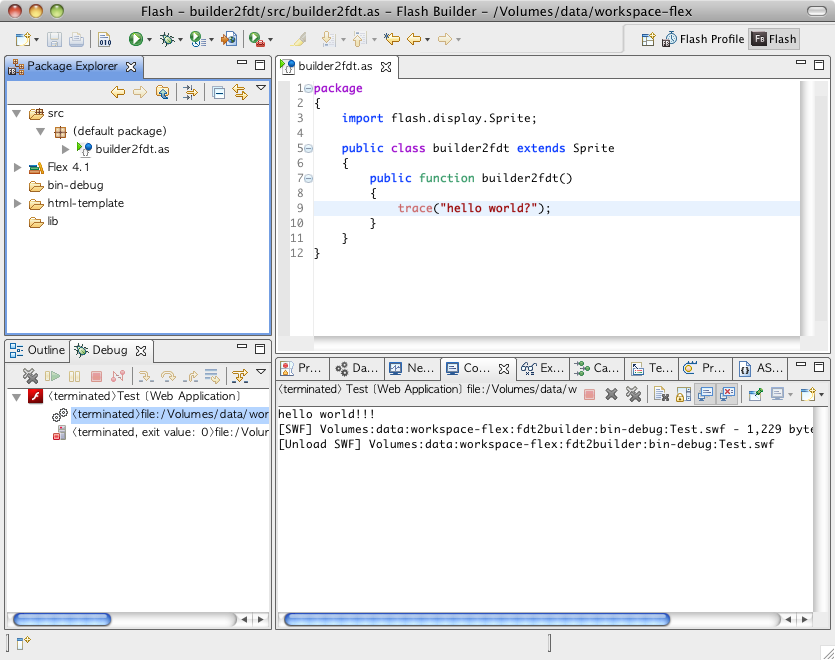 Flash - builder2fdt/src/builder2fdt.as - Flash Builder - /Volumes/data/workspace-flex
010
Flash Profile
Fb Flash
Package Explorer
src
(default package)
builder2fdt.as
Flex 4.1
bin-debug
html-template
lib
builder2fdt.as
1 package
2 {
3 import flash.display.Sprite;
4
5 public class builder2fdt extends Sprite
6 {
7 public function builder2fdt()
8 {
9 trace("hello world?");
10 }
11 }
12 }
Outline
Debug
<terminated>Test [Web Application]
<terminated>file:/Volumes/data/wor
<terminated, exit value: 0>file:/Volur
Pr...
Da...
Ne...
Co...
Ex...
Ca...
Te...
Pr...
AS...
<terminated> Test [Web Application] file:/Volumes/data/w
hello world!!!
[SWF] Volumes:data:workspace-flex:fdt2builder:bin-debug:Test.swf - 1,229 byte
[Unload SWF] Volumes:data:workspace-flex:fdt2builder:bin-debug:Test.swf